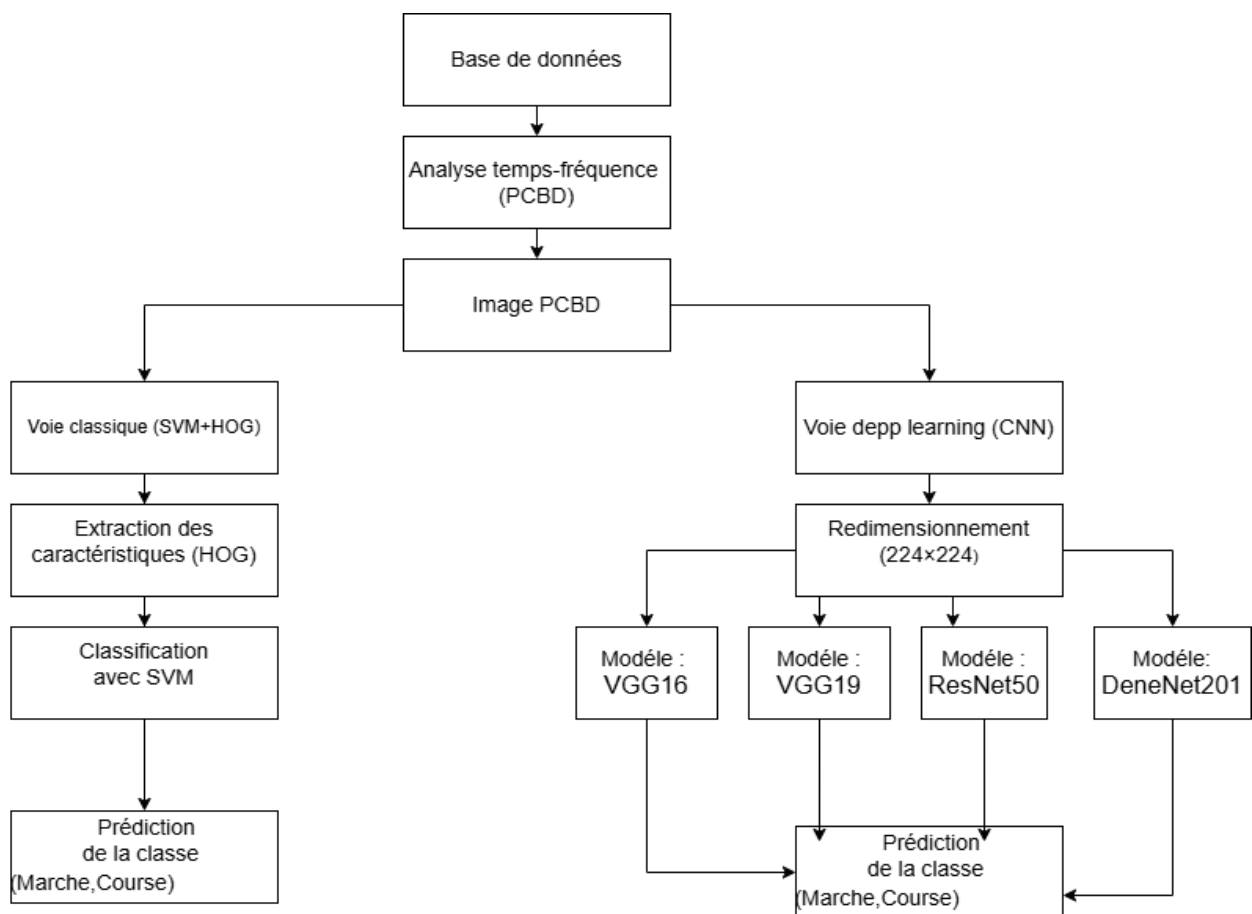 Base de données
Analyse temps-fréquence
(PCBD)
Image PCBD
Voie classique (SVM+HOG)
Voie depp learning (CNN)
Extraction des
caractéristiques (HOG)
Redimensionnement
(224×224)
Classification
avec SVM
Modéle :
VGG16
Modéle :
VGG19
Modéle :
ResNet50
Modéle:
DeneNet201
Prédiction
de la classe
(Marche,Course)
Prédiction
de la classe
(Marche,Course)